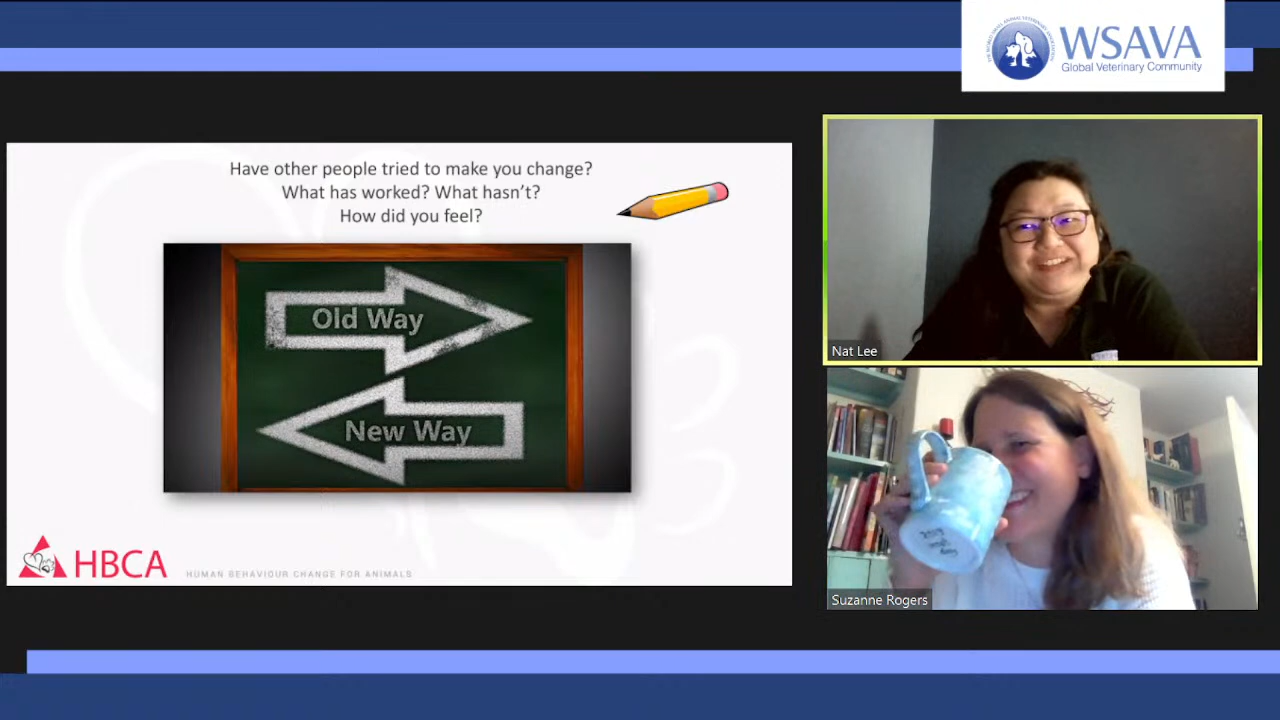 WSAVA
Global Veterinary Community
Have other people tried to make you change?
What has worked? What hasn't?
How did you feel?
Old Way
New Way
HBCA
HUMAN BEHAVIOUR CHANGE FOR ANIMALS
Nat Lee
Suzanne Rogers